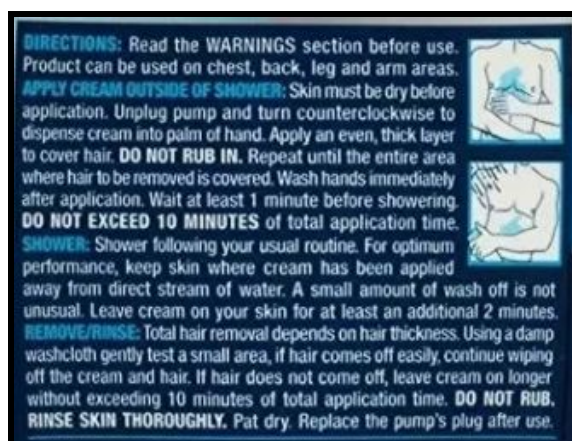 DIRECTIONS: Read the WARNINGS section before use.
Product can be used on chest, back, leg and arm areas.
APPLY CREAM OUTSIDE OF SHOWER: Skin must be dry before
application. Unplug pump and turn counterclockwise to
dispense cream into palm of hand. Apply an even, thick layer
to cover hair. DO NOT RUB IN. Repeat until the entire area
where hair to be removed is covered. Wash hands immediately
after application. Wait at least 1 minute before showering.
DO NOT EXCEED 10 MINUTES of total application time.
SHOWER: Shower following your usual routine. For optimum
performance, keep skin where cream has been applied
away from direct stream of water. A small amount of wash off is not
unusual. Leave cream on your skin for at least an additional 2 minutes.
REMOVE/RINSE: Total hair removal depends on hair thickness. Using a damp
washcloth gently test a small area, if hair comes off easily, continue wiping
off the cream and hair. If hair does not come off, leave cream on longer
without exceeding 10 minutes of total application time. DO NOT RUB.
RINSE SKIN THOROUGHLY. Pat dry. Replace the pump's plug after use.